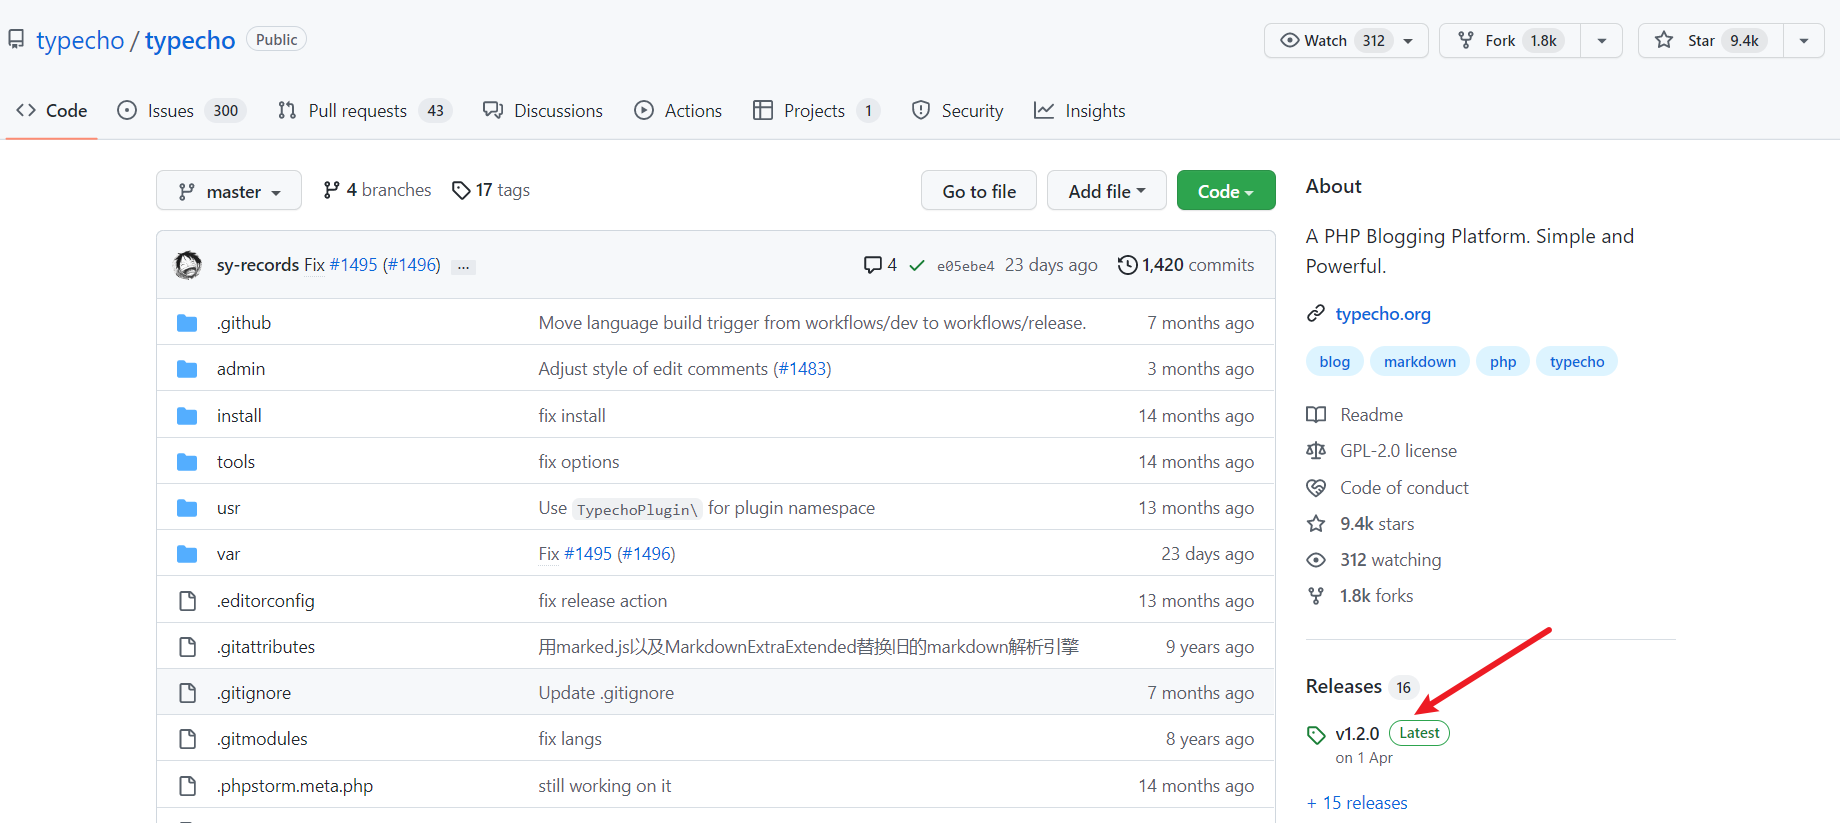 typecho / typecho Public Watch 312 Fork 1.8k Star 9.4k
Code Issues 300 Pull requests 43 Discussions Actions Projects 1 Security Insights
master 4 branches 17 tags Go to file Add file Code
sy-records Fix #1495 (#1496) ... 4 e05ebe4 23 days ago 1,420 commits
.github Move language build trigger from workflows/dev to workflows/release. 7 months ago
admin Adjust style of edit comments (#1483) 3 months ago
install fix install 14 months ago
tools fix options 14 months ago
usr Use TypechoPlugin\ for plugin namespace 13 months ago
var Fix #1495 (#1496) 23 days ago
.editorconfig fix release action 13 months ago
.gitattributes 用marked.js以及MarkdownExtraExtended替换旧的markdown解析引擎 9 years ago
.gitignore Update .gitignore 7 months ago
.gitmodules fix langs 8 years ago
.phpstorm.meta.php still working on it 14 months ago
About
A PHP Blogging Platform. Simple and
Powerful.
typecho.org
blog markdown php typecho
Readme
GPL-2.0 license
Code of conduct
9.4k stars
312 watching
1.8k forks
Releases 16
v1.2.0 Latest
on 1 Apr
+ 15 releases